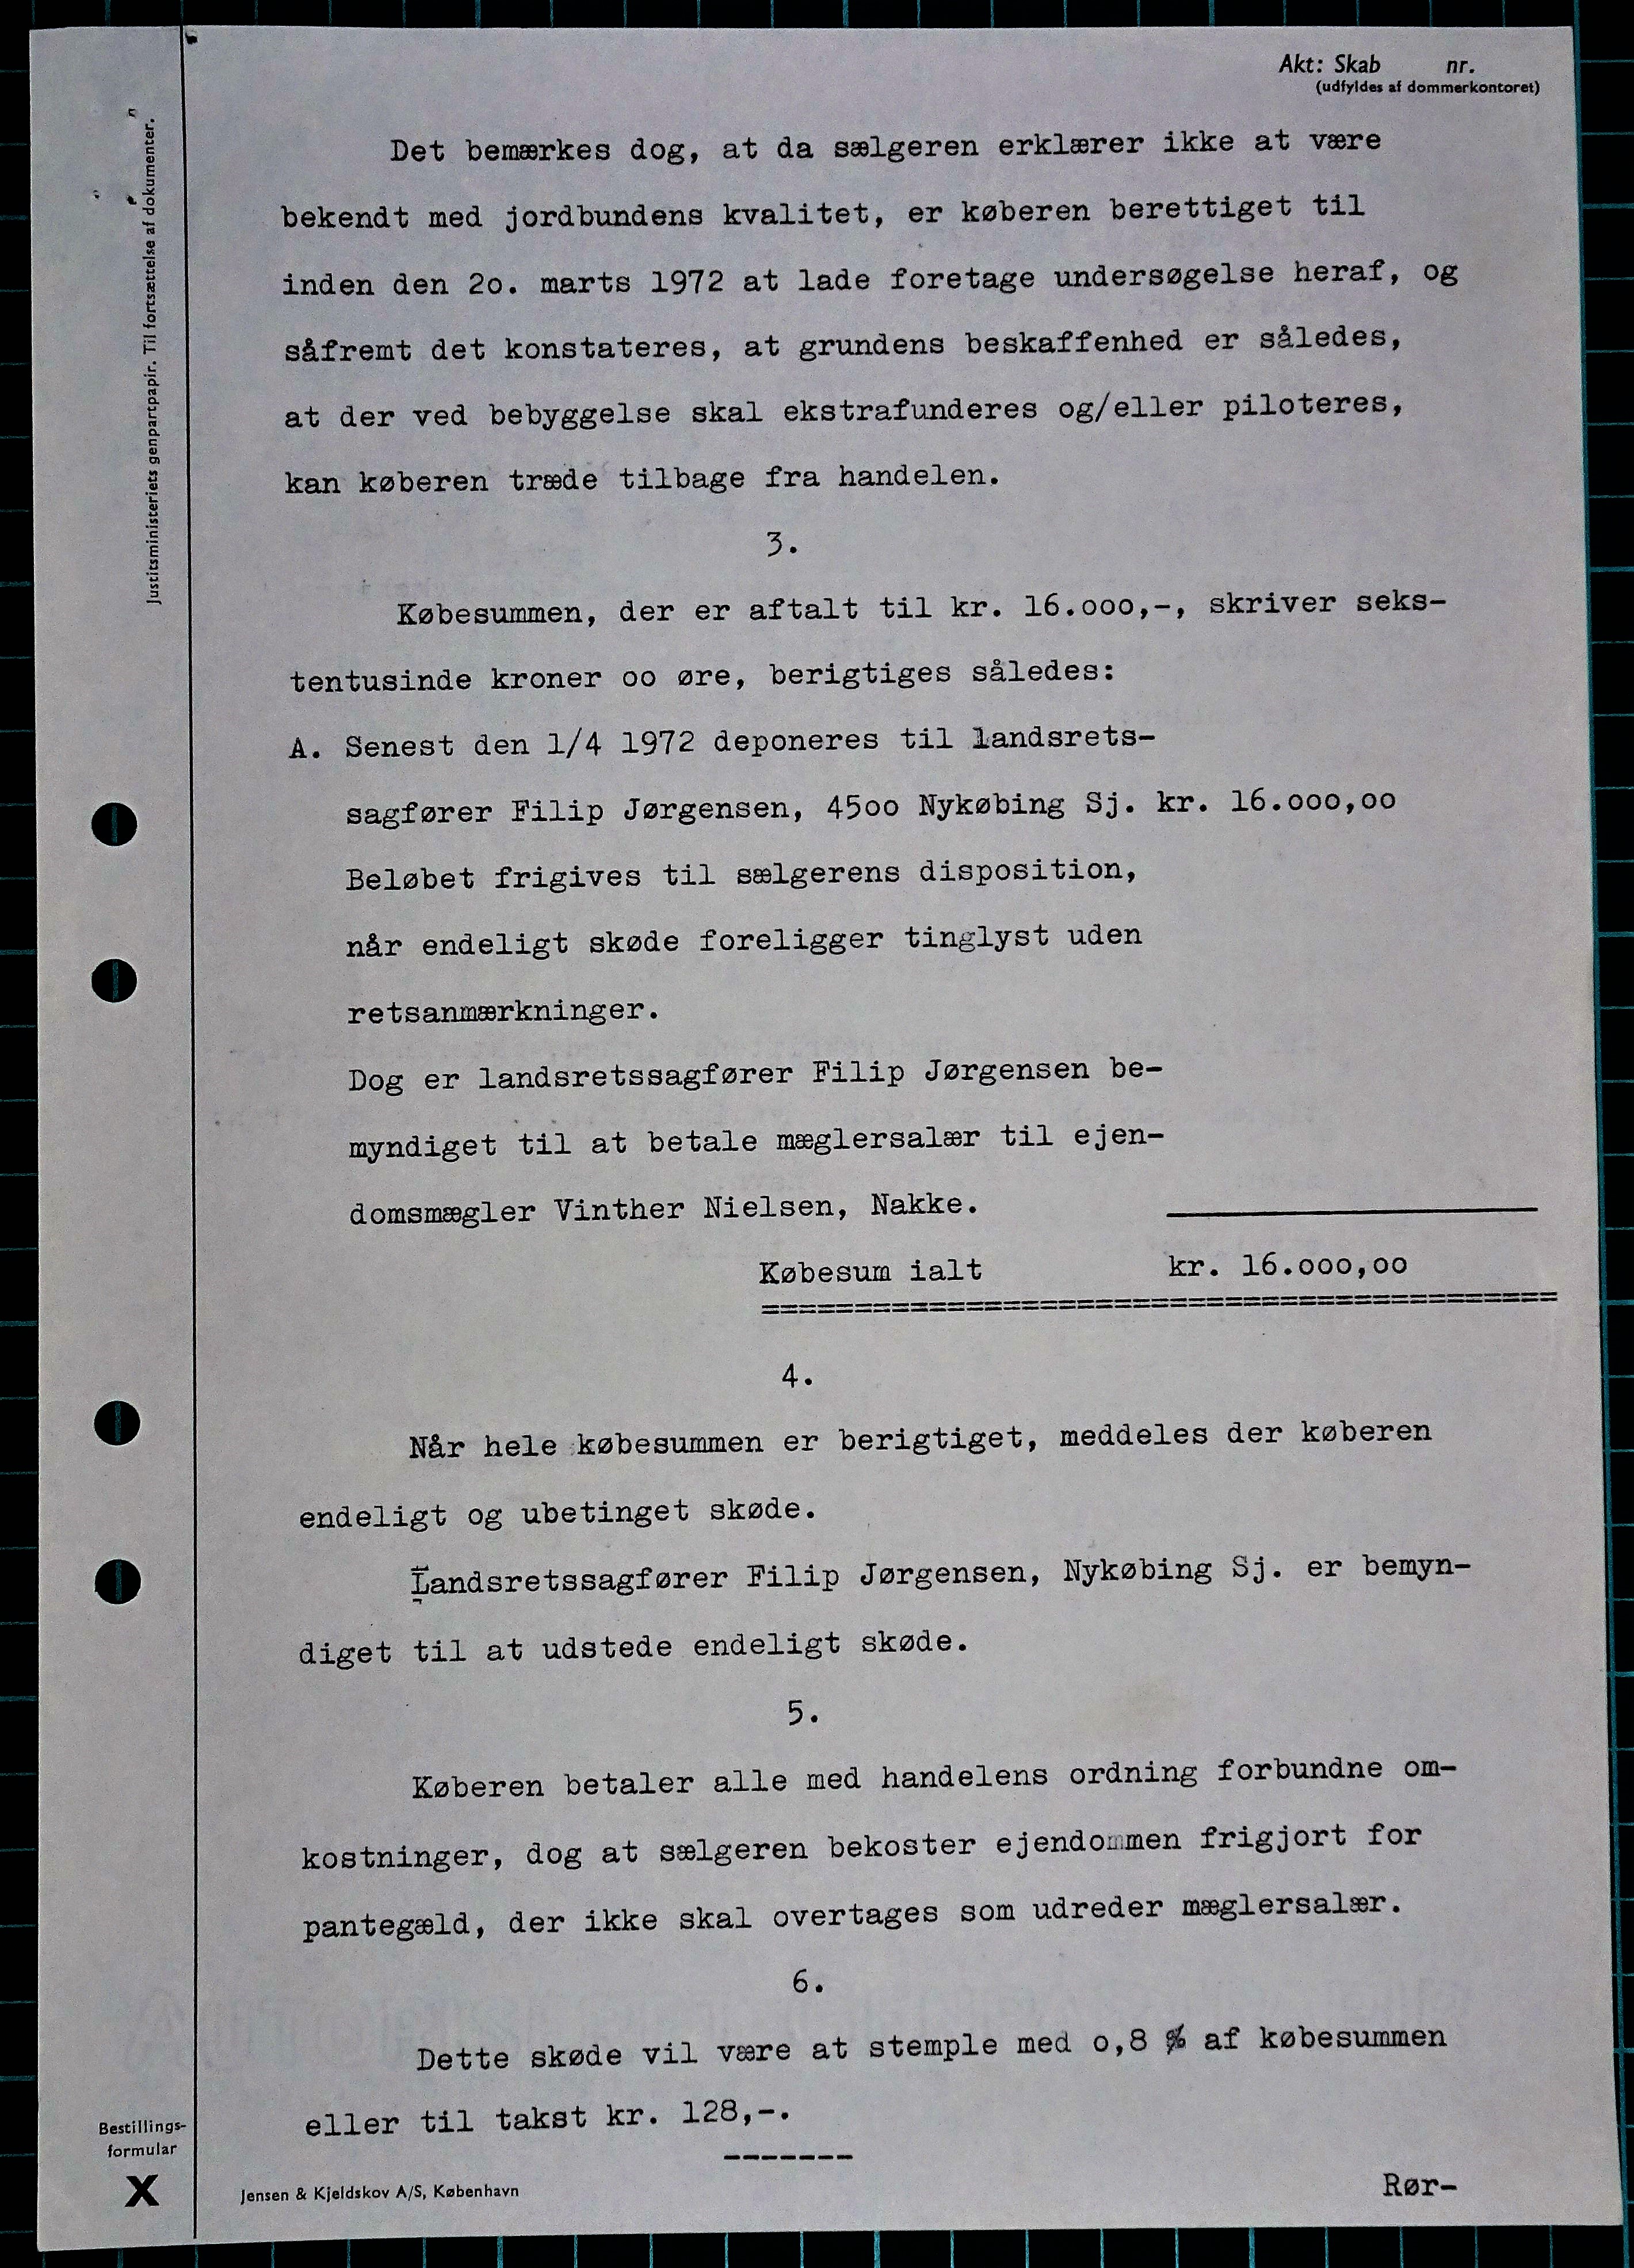 Akt: Skab nr.
(udfyldes af dommerkontoret)
Justitsministeriets genpartpapir. Til fortsættelse af dokumenter.
Det bemærkes dog, at da sælgeren erklærer ikke at være
bekendt med jordbundens kvalitet, er køberen berettiget til
inden den 2o. marts 1972 at lade foretage undersøgelse heraf, og
såfremt det konstateres, at grundens beskaffenhed er således,
at der ved bebyggelse skal ekstrafunderes og/eller piloteres,
kan køberen træde tilbage fra handelen.
3.
Købesummen, der er aftalt til kr. 16.ooo,-, skriver seks-
tentusinde kroner oo øre, berigtiges således:
A. Senest den 1/4 1972 deponeres til landsrets-
sagfører Filip Jørgensen, 45oo Nykøbing Sj. kr. 16.ooo,oo
Beløbet frigives til sælgerens disposition,
når endeligt skøde foreligger tinglyst uden
retsanmærkninger.
Dog er landsretssagfører Filip Jørgensen be-
myndiget til at betale mæglersalær til ejen-
domsmægler Vinther Nielsen, Nakke.
Købesum ialt kr. 16.ooo,oo
===========================================
4.
Når hele købesummen er berigtiget, meddeles der køberen
endeligt og ubetinget skøde.
Landsretssagfører Filip Jørgensen, Nykøbing Sj. er bemyn-
diget til at udstede endeligt skøde.
5.
Køberen betaler alle med handelens ordning forbundne om-
kostninger, dog at sælgeren bekoster ejendommen frigjort for
pantegæld, der ikke skal overtages som udreder mæglersalær.
6.
Dette skøde vil være at stemple med o,8 % af købesummen
eller til takst kr. 128,-.
-------
Rør-
Bestillings-
formular
X
Jensen & Kjeldskov A/S, København